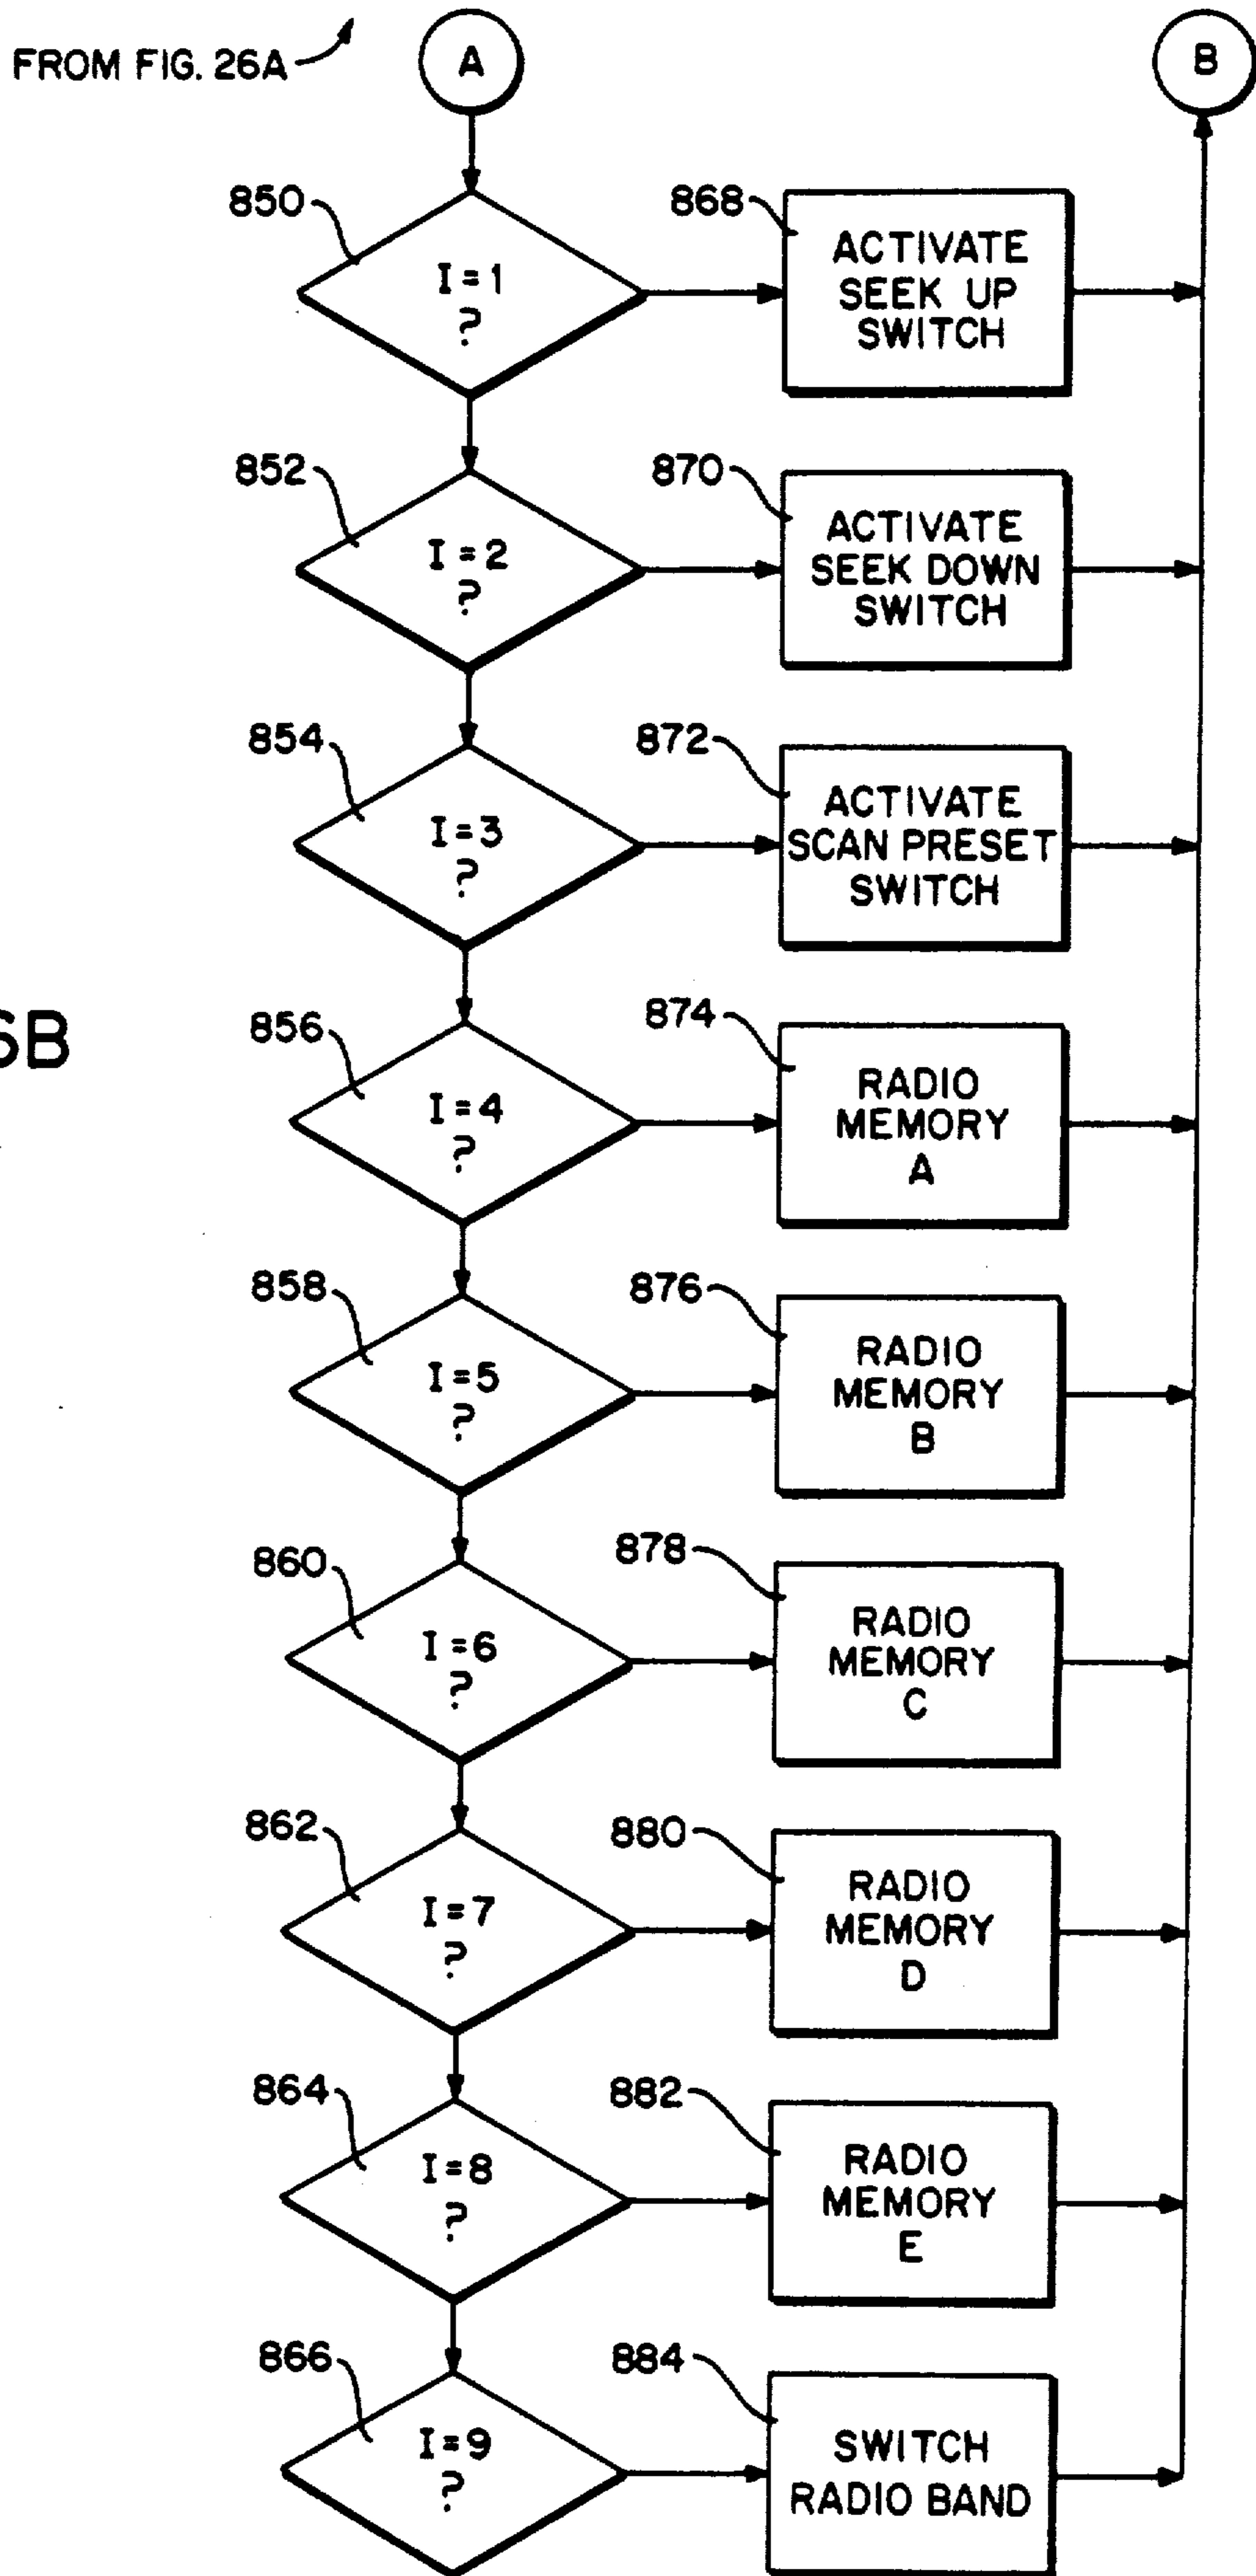 FROM FIG. 26A
A
B
850
I = 1
?
868
ACTIVATE
SEEK UP
SWITCH
852
I = 2
?
870
ACTIVATE
SEEK DOWN
SWITCH
854
I = 3
?
872
ACTIVATE
SCAN PRESET
SWITCH
6B
856
I = 4
?
874
RADIO
MEMORY
A
858
I = 5
?
876
RADIO
MEMORY
B
860
I = 6
?
878
RADIO
MEMORY
C
862
I = 7
?
880
RADIO
MEMORY
D
864
I = 8
?
882
RADIO
MEMORY
E
866
I = 9
?
884
SWITCH
RADIO BAND